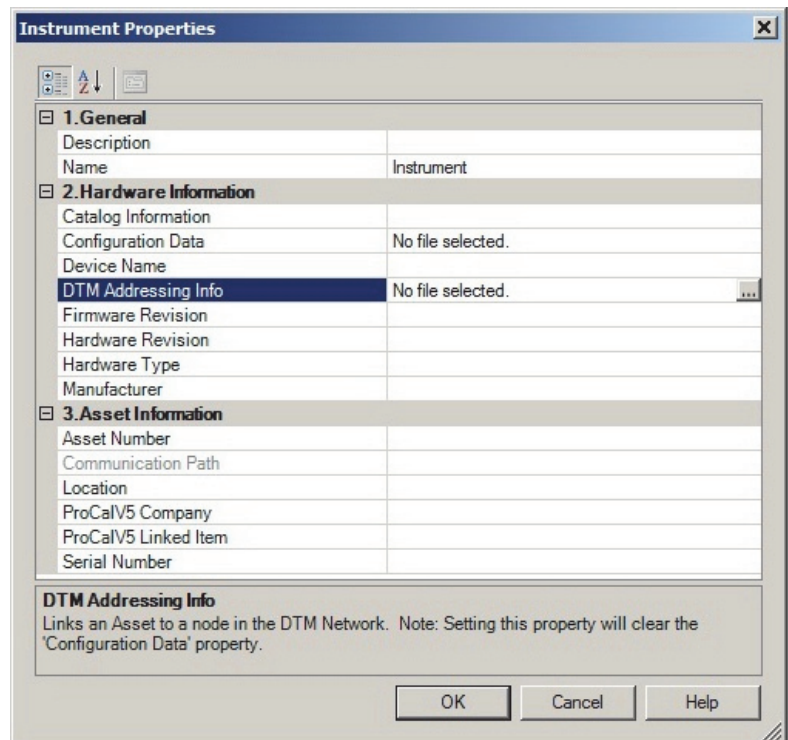 Instrument Properties
1.General
Description
Name Instrument
2.Hardware Information
Catalog Information
Configuration Data No file selected.
Device Name
DTM Addressing Info No file selected. ...
Firmware Revision
Hardware Revision
Hardware Type
Manufacturer
3.Asset Information
Asset Number
Communication Path
Location
ProCalV5 Company
ProCalV5 Linked Item
Serial Number
DTM Addressing Info
Links an Asset to a node in the DTM Network. Note: Setting this property will clear the
'Configuration Data' property.
OK Cancel Help